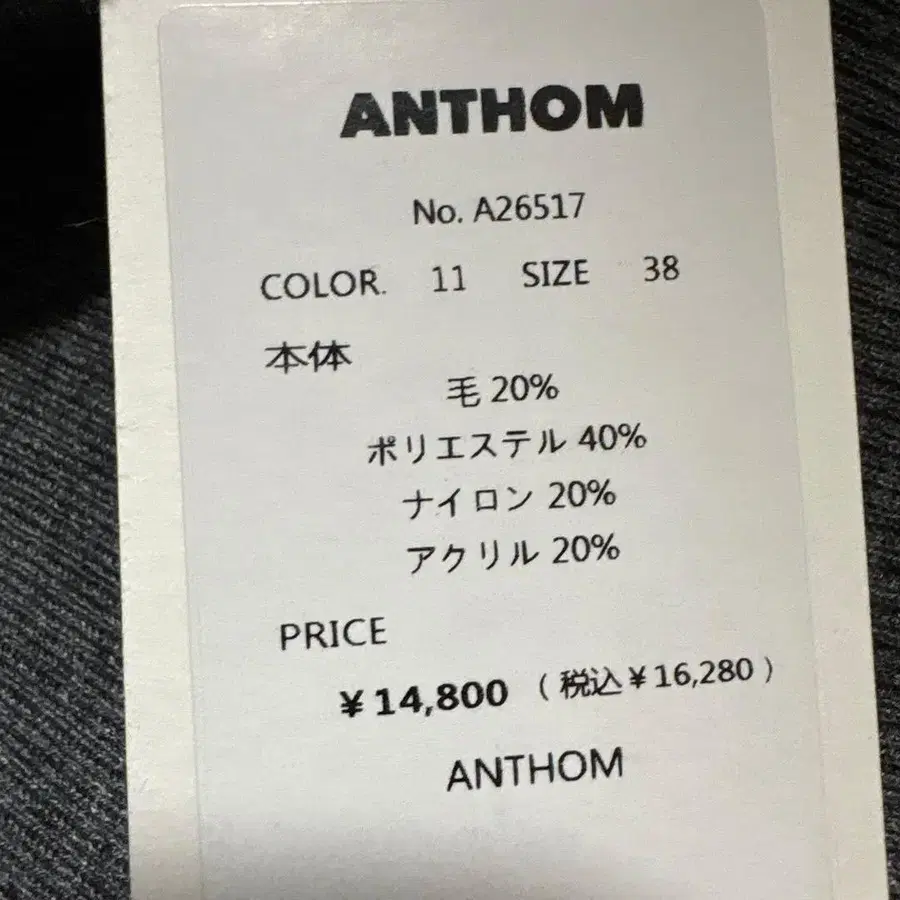 ANTHOM
No. A26517
COLOR. 11 SIZE 38
本体
毛 20%
ポリエステル 40%
ナイロン 20%
アクリル 20%
PRICE
¥14,800 (税込¥16,280)
ANTHOM